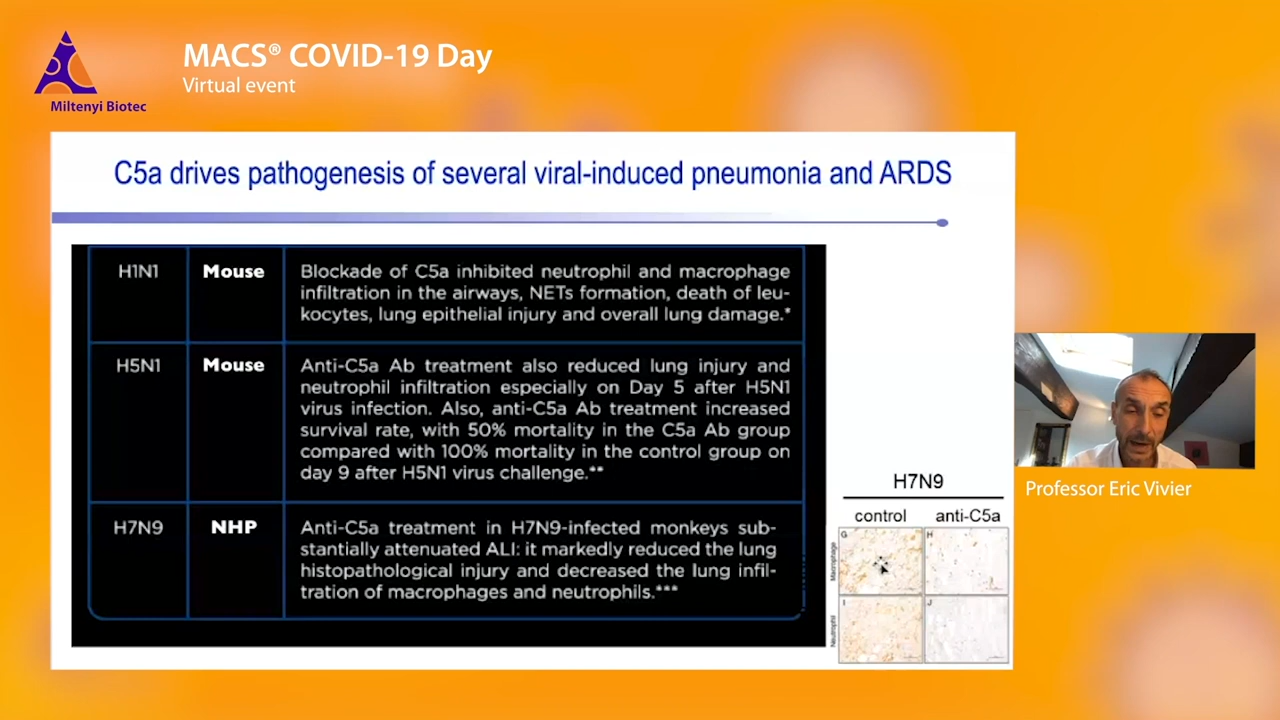 MACS® COVID-19 Day
Virtual event
Miltenyi Biotec
C5a drives pathogenesis of several viral-induced pneumonia and ARDS
H1N1
Mouse
Blockade of C5a inhibited neutrophil and macrophage
infiltration in the airways, NETs formation, death of leu-
kocytes, lung epithelial injury and overall lung damage.*
H5N1
Mouse
Anti-C5a Ab treatment also reduced lung injury and
neutrophil infiltration especially on Day 5 after H5N1
virus infection. Also, anti-C5a Ab treatment increased
survival rate, with 50% mortality in the C5a Ab group
compared with 100% mortality in the control group on
day 9 after H5N1 virus challenge.**
H7N9
NHP
Anti-C5a treatment in H7N9-infected monkeys sub-
stantially attenuated ALI: it markedly reduced the lung
histopathological injury and decreased the lung infil-
tration of macrophages and neutrophils.***
H7N9
control
anti-C5a
Macrophage
G
H
Neutrophil
I
J
Professor Eric Vivier